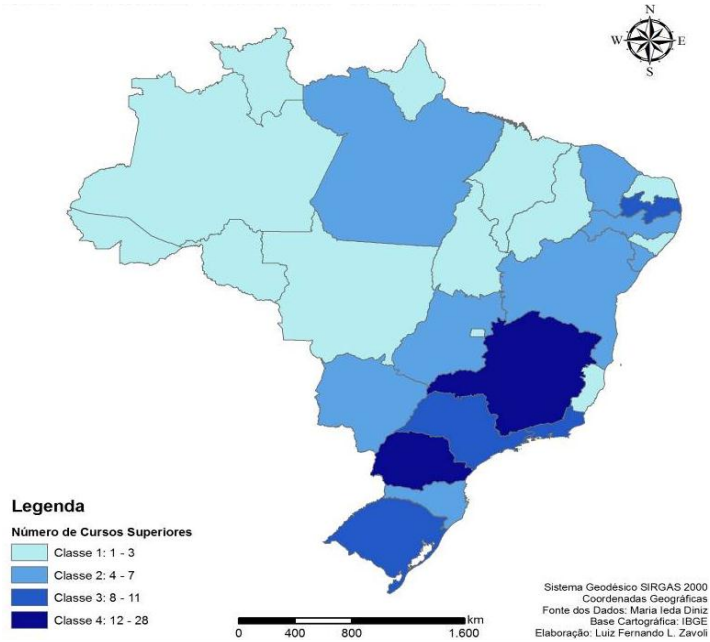 N
W E
S
Legenda
Número de Cursos Superiores
Classe 1: 1 - 3
Classe 2: 4 - 7
Classe 3: 8 - 11
Classe 4: 12 - 28
km
0 400 800 1.600
Sistema Geodésico SIRGAS 2000
Coordenadas Geográficas
Fonte dos Dados: Maria Ieda Diniz
Base Cartográfica: IBGE
Elaboração: Luiz Fernando L. Zavoli